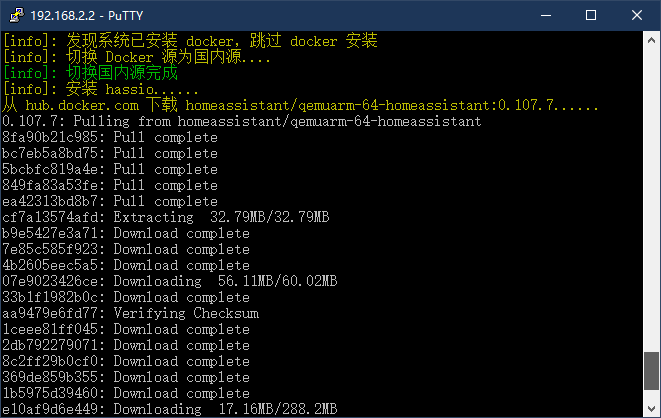 192.168.2.2 - PuTTY
[info]: 发现系统已安装 docker, 跳过 docker 安装
[info]: 切换 Docker 源为国内源....
[info]: 切换国内源完成
[info]: 安装 hassio......
从 hub.docker.com 下载 homeassistant/qemuarm-64-homeassistant:0.107.7......
0.107.7: Pulling from homeassistant/qemuarm-64-homeassistant
8fa90b21c985: Pull complete
bc7eb5a8bd75: Pull complete
5bcbfc819a4e: Pull complete
849fa83a53fe: Pull complete
ea42313bd8b7: Pull complete
cf7a13574afd: Extracting  32.79MB/32.79MB
b9e5427e3a71: Download complete
7e85c585f923: Download complete
4b2605eec5a5: Download complete
07e9023426ce: Downloading  56.11MB/60.02MB
33b1f1982b0c: Download complete
aa9479e6fd77: Verifying Checksum
1ceee81ff045: Download complete
2db792279071: Download complete
8c2ff29b0cf0: Download complete
369de859b355: Download complete
1b5975d39460: Download complete
e10af9d6e449: Downloading  17.16MB/288.2MB